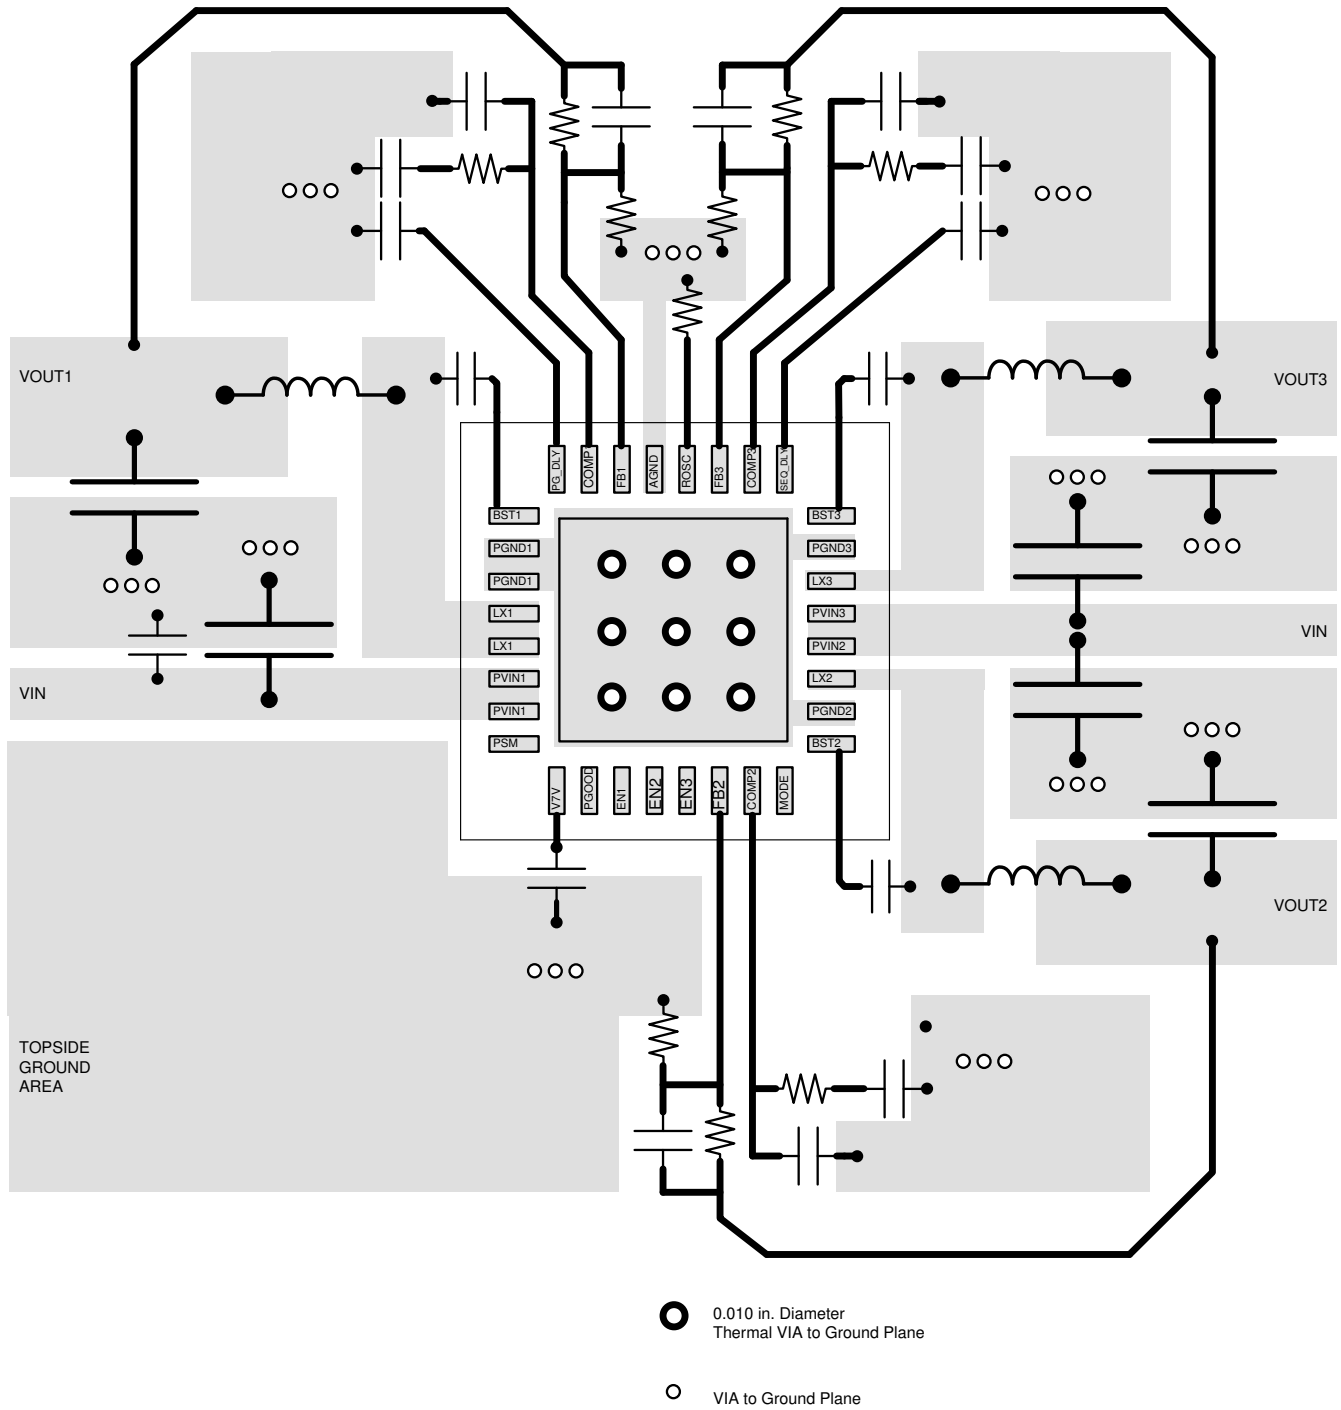 VOUT1
VOUT3
PG_DLY
COMP
FB1
AGND
ROSC
FB3
COMP3
SEQ_DLY
BST1
BST3
PGND1
PGND3
PGND1
LX3
LX1
PVIN3
VIN
LX1
PVIN2
PVIN1
LX2
VIN
PVIN1
PGND2
PSM
BST2
V7V
PGOOD
EN1
EN2
EN3
FB2
COMP2
MODE
VOUT2
TOPSIDE
GROUND
AREA
0.010 in. Diameter
Thermal VIA to Ground Plane
VIA to Ground Plane